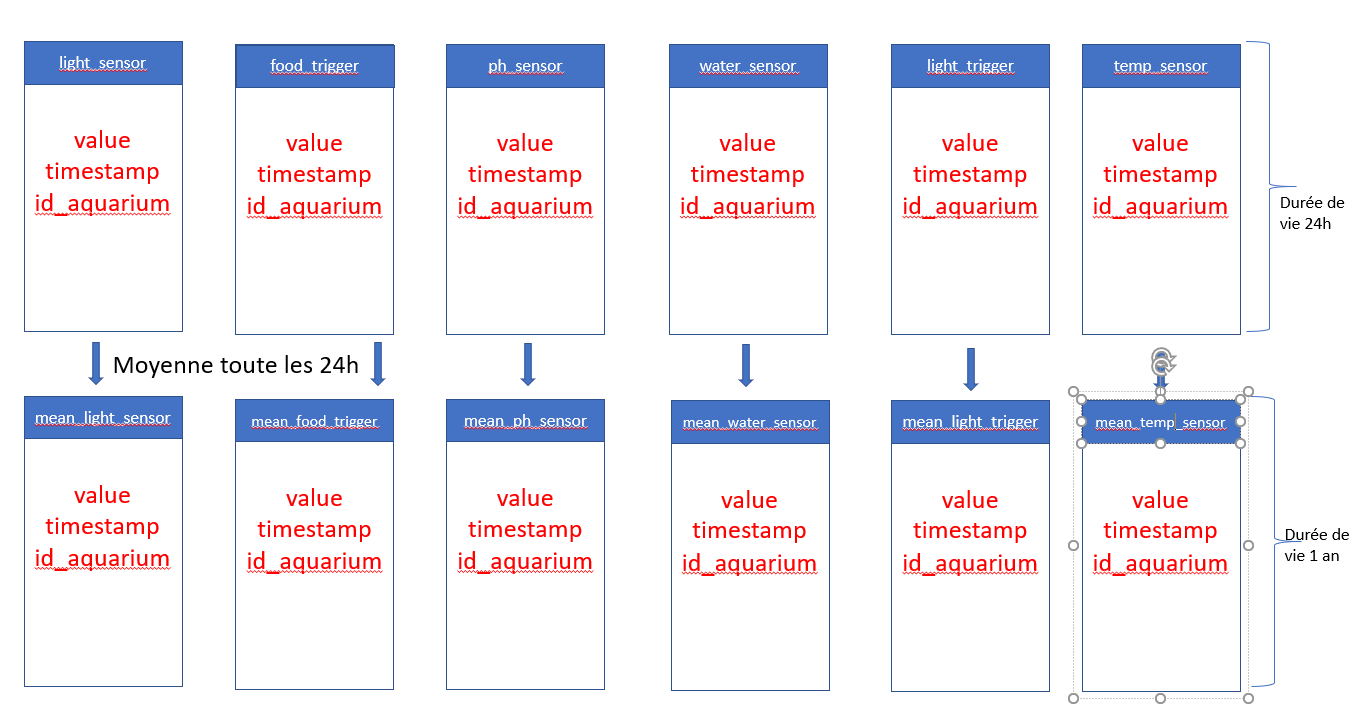 light_sensor
food_trigger
ph_sensor
water_sensor
light_trigger
temp_sensor
value
timestamp
id_aquarium
value
timestamp
id_aquarium
value
timestamp
id_aquarium
value
timestamp
id_aquarium
value
timestamp
id_aquarium
value
timestamp
id_aquarium
Durée de
vie 24h
Moyenne toute les 24h
mean_light_sensor
mean_food_trigger
mean_ph_sensor
mean_water_sensor
mean_light_trigger
mean_temp_sensor
value
timestamp
id_aquarium
value
timestamp
id_aquarium
value
timestamp
id_aquarium
value
timestamp
id_aquarium
value
timestamp
id_aquarium
value
timestamp
id_aquarium
Durée de
vie 1 an